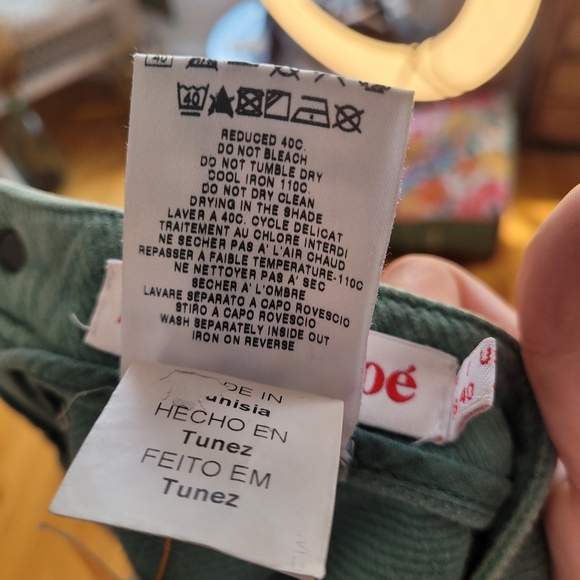 40
REDUCED 40C.
DO NOT BLEACH
DO NOT TUMBLE DRY
COOL IRON 110C.
DO NOT DRY CLEAN
DRYING IN THE SHADE
LAVER A 40C. CYCLE DELICAT
TRAITEMENT AU CHLORE INTERDI
NE SECHER PAS A' L'AIR CHAUD
REPASSER A FAIBLE TEMPERATURE-110C
NE NETTOYER PAS A' SEC
SECHER A' L'OMBRE
LAVARE SEPARATO A CAPO ROVESCIO
STIRO A CAPO ROVESCIO
WASH SEPARATELY INSIDE OUT
IRON ON REVERSE
oé
40
DE IN
unisia
HECHO EN
Tunez
FEITO EM
Tunez